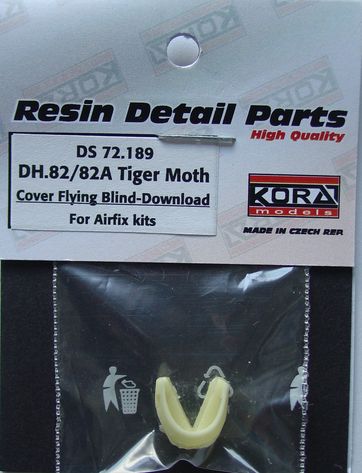 Resin Detail Parts
High Quality
DS 72.189
DH.82/82A Tiger Moth
Cover Flying Blind-Download
For Airfix kits
KORA
models
MADE IN CZECH REP.